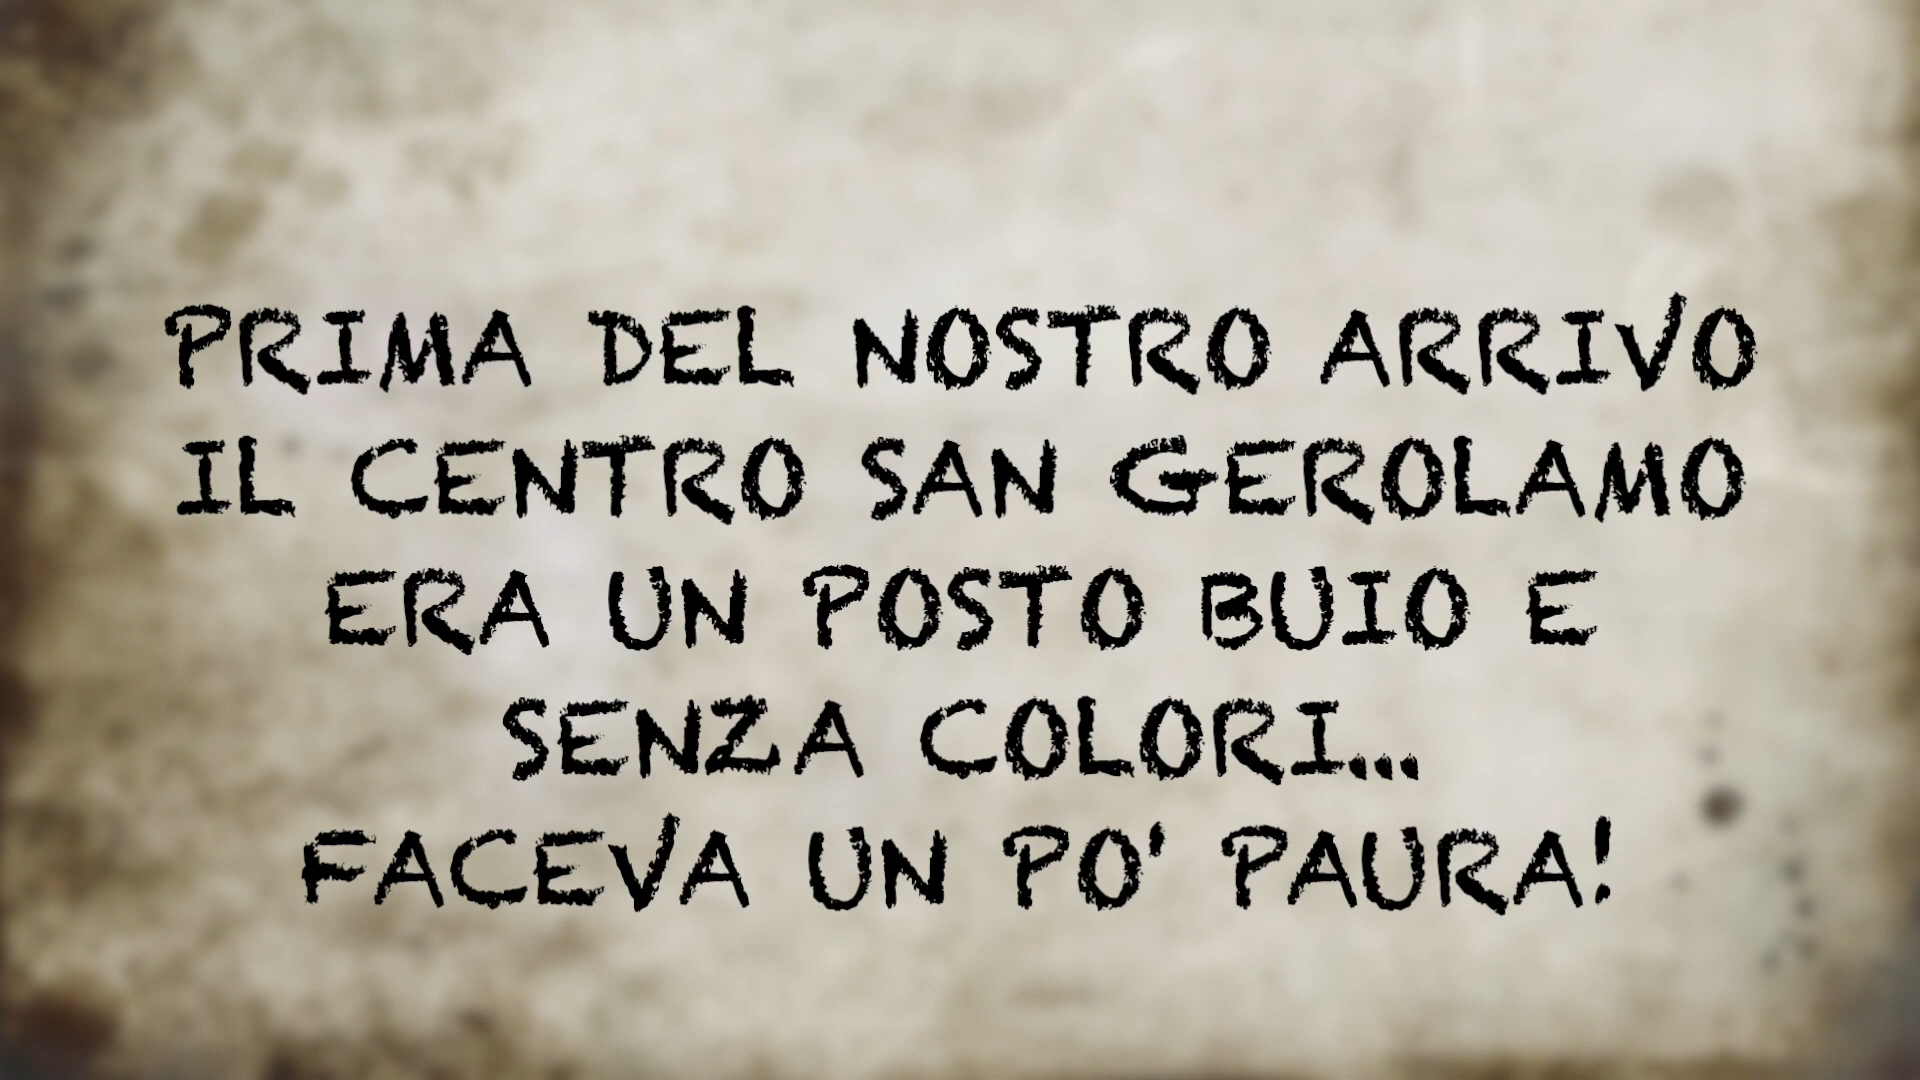 PRIMA DEL NOSTRO ARRIVO
IL CENTRO SAN GEROLAMO
ERA UN POSTO BUIO E
SENZA COLORI...
FACEVA UN PO' PAURA!